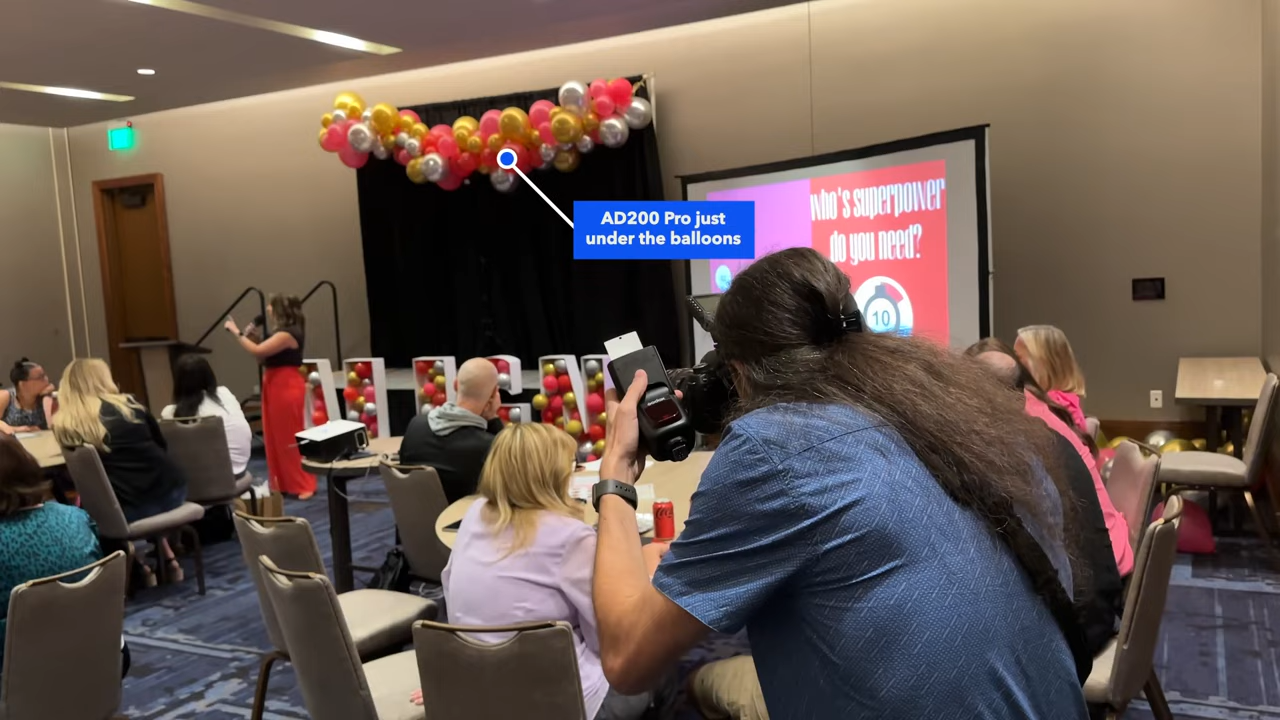 AD200 Pro just
under the balloons
who's superpower
do you need?
10